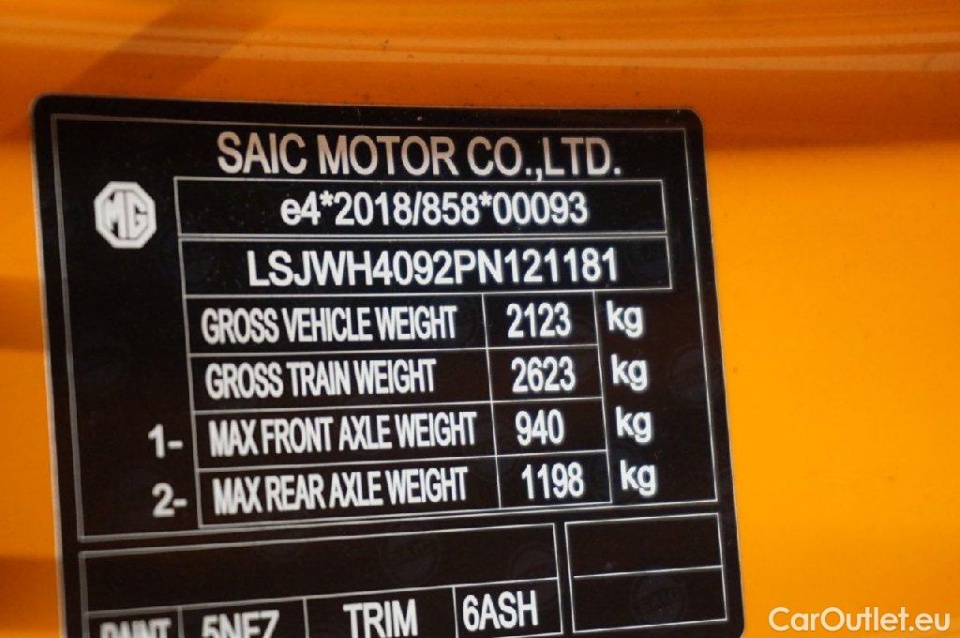 SAIC MOTOR CO.,LTD.
MG
e4*2018/858*00093
LSJWH4092PN121181
GROSS VEHICLE WEIGHT 2123 kg
GROSS TRAIN WEIGHT 2623 kg
1- MAX FRONT AXLE WEIGHT 940 kg
2- MAX REAR AXLE WEIGHT 1198 kg
PAINT 5NFZ TRIM 6ASH
CarOutlet.eu